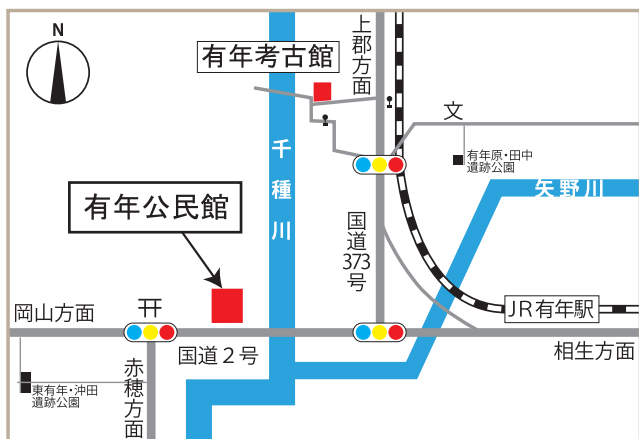 N
有年考古館
上郡方面
文
有年原・田中
遺跡公園
千種川
矢野川
有年公民館
国道373号
岡山方面
JR有年駅
国道２号
相生方面
赤穂方面
東有年・沖田
遺跡公園